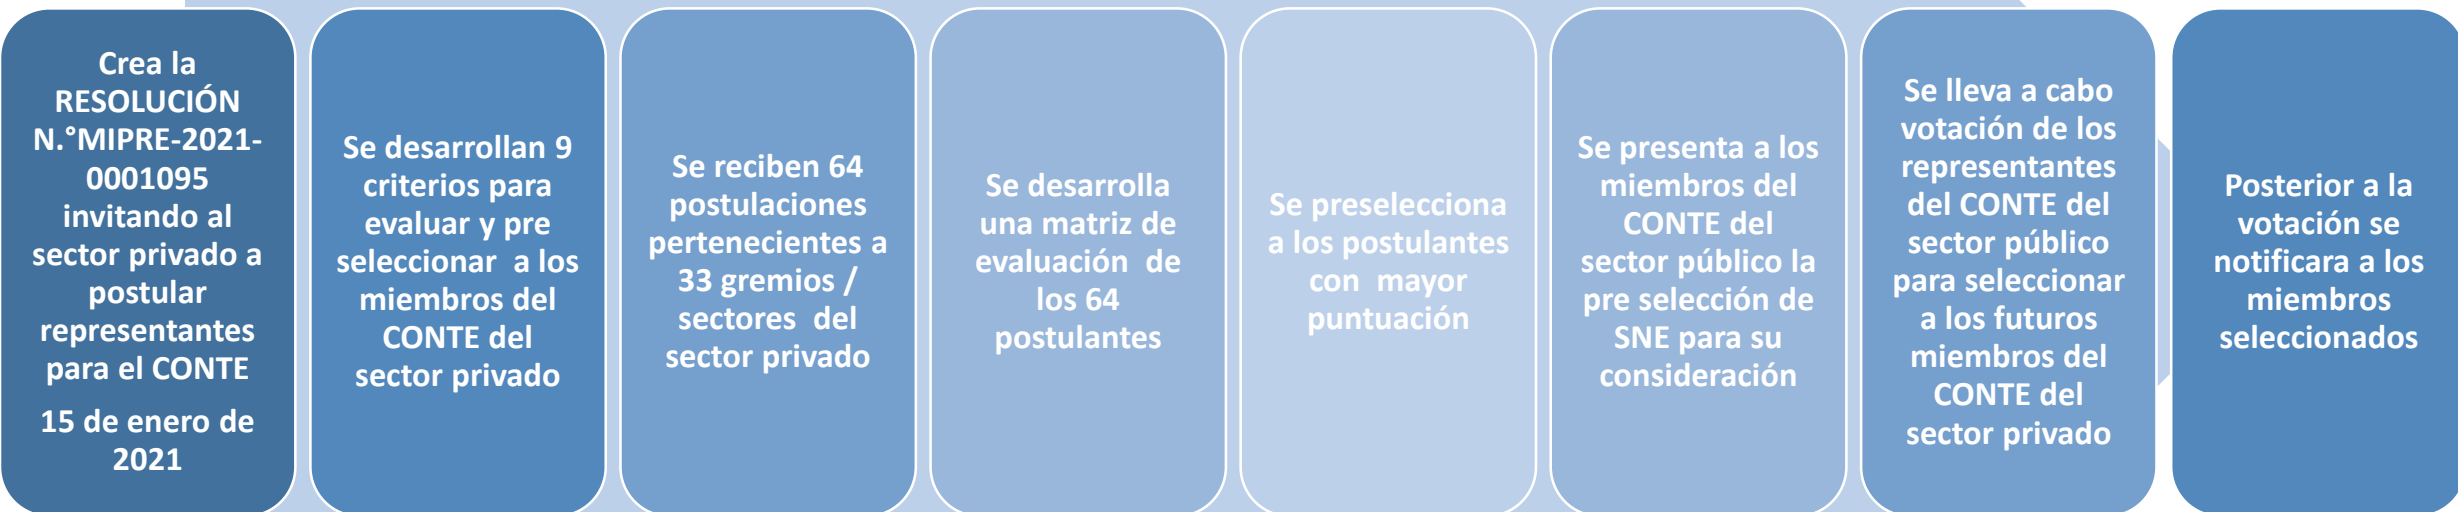 Crea la
RESOLUCIÓN
N.°MIPRE-2021-
0001095
invitando al
sector privado a
postular
representantes
para el CONTE
15 de enero de
2021
Se desarrollan 9
criterios para
evaluar y pre
seleccionar a los
miembros del
CONTE del
sector privado
Se reciben 64
postulaciones
pertenecientes a
33 gremios /
sectores del
sector privado
Se desarrolla
una matriz de
evaluación de
los 64
postulantes
Se preselecciona
a los postulantes
con mayor
puntuación
Se presenta a los
miembros del
CONTE del
sector público la
pre selección de
SNE para su
consideración
Se lleva a cabo
votación de los
representantes
del CONTE del
sector público
para seleccionar
a los futuros
miembros del
CONTE del
sector privado
Posterior a la
votación se
notificara a los
miembros
seleccionados